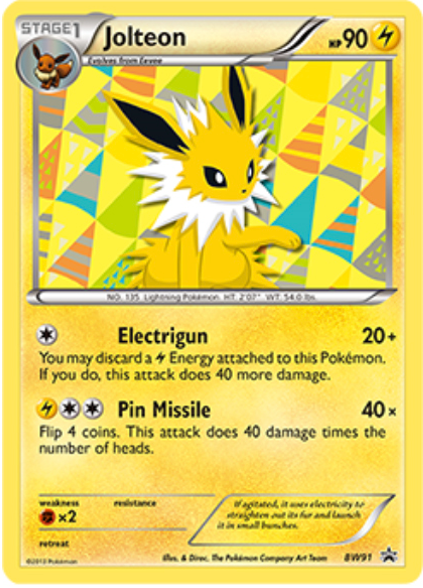 STAGE1 Jolteon HP90
Evolves from Eevee
NO. 135 Lightning Pokémon. HT: 2'07" WT: 54.0 lbs.
Electrigun 20+
You may discard a Energy attached to this Pokémon.
If you do, this attack does 40 more damage.
Pin Missile 40×
Flip 4 coins. This attack does 40 damage times the
number of heads.
weakness resistance
×2
retreat
If agitated, it uses electricity to
straighten out its fur and launch
it in small bunches.
©2013 Pokémon Illus. & Direc. The Pokémon Company Art Team BW91